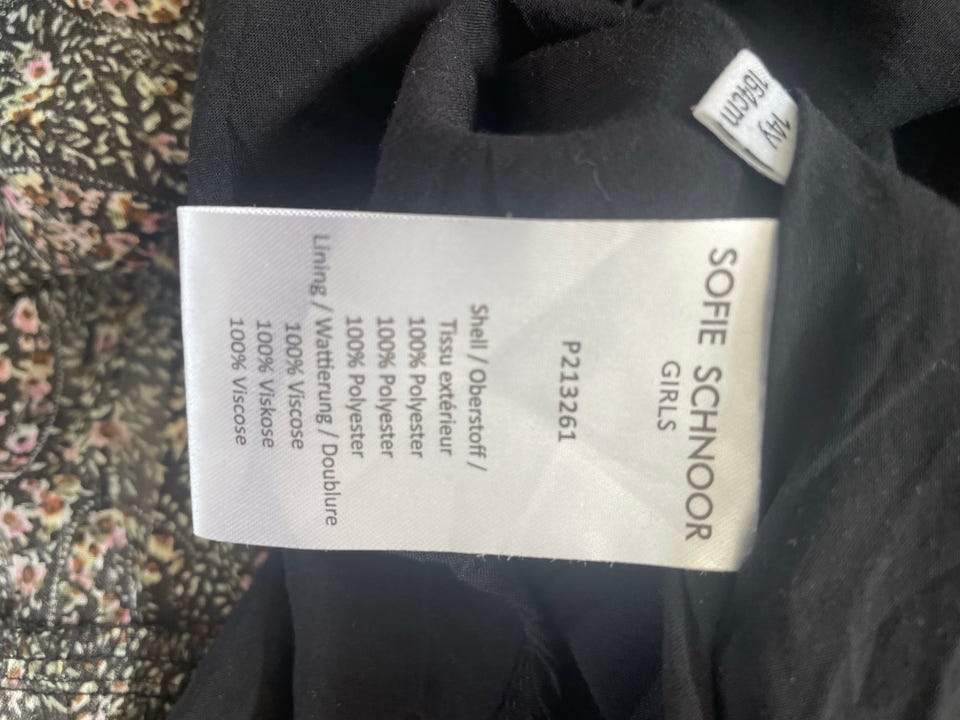 SOFIE SCHNOOR
GIRLS
P213261
Shell / Oberstoff /
Tissu extérieur
100% Polyester
100% Polyester
100% Polyester
Lining / Wattierung / Doublure
100% Viscose
100% Viskose
100% Viscose
14y
164cm